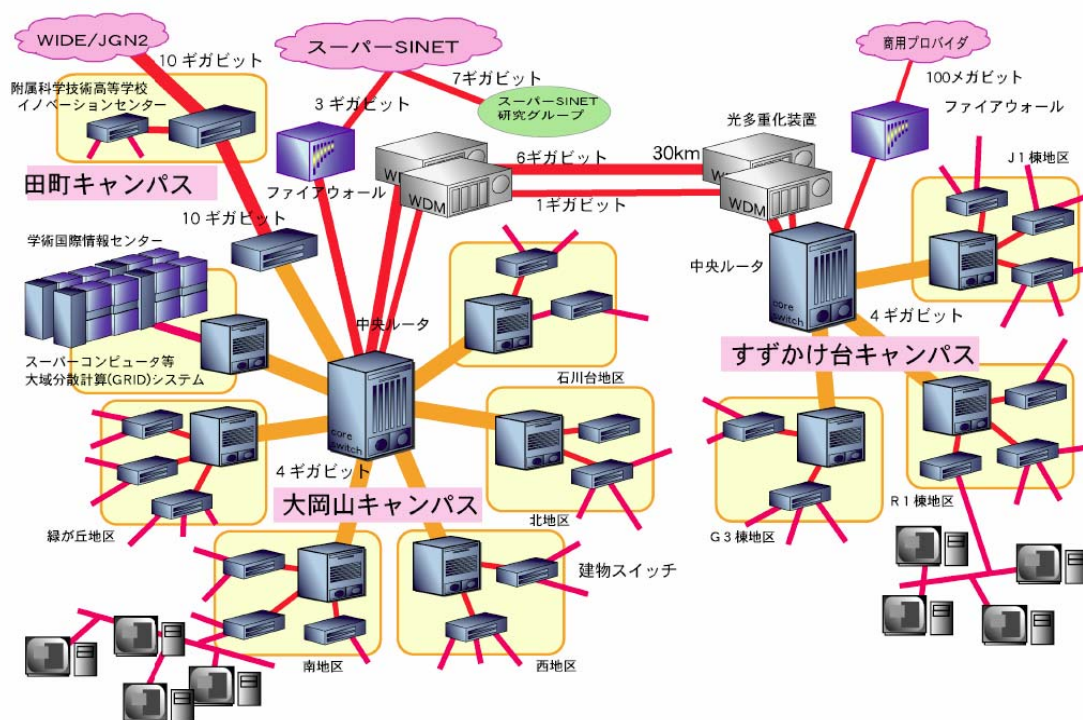 WIDE/JGN2
スーパーSINET
商用プロバイダ
10 ギガビット
7ギガビット
100メガビット
附属科学技術高等学校
イノベーションセンター
3 ギガビット
スーパーSINET
研究グループ
ファイアウォール
光多重化装置
6ギガビット
30km
J1棟地区
WDM
WDM
田町キャンパス
ファイアウォール
1ギガビット
10 ギガビット
学術国際情報センター
中央ルータ
中央ルータ
core
switch
4 ギガビット
すずかけ台キャンパス
スーパーコンピュータ等
大域分散計算(GRID)システム
石川台地区
core
switch
4 ギガビット
大岡山キャンパス
北地区
R1棟地区
緑が丘地区
G3棟地区
建物スイッチ
南地区
西地区